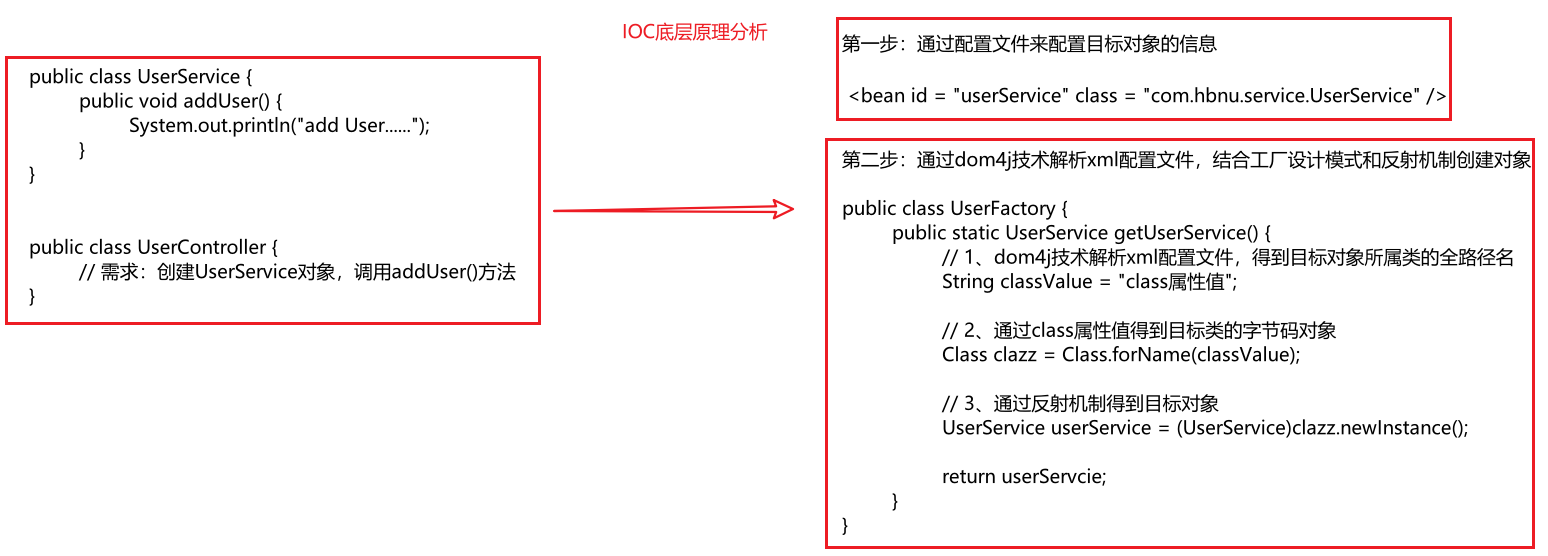 IOC底层原理分析
public class UserService {
public void addUser() {
System.out.println("add User......");
}
}
public class UserController {
// 需求：创建UserService对象，调用addUser()方法
}
第一步：通过配置文件来配置目标对象的信息
<bean id = "userService" class = "com.hbnu.service.UserService" />
第二步：通过dom4j技术解析xml配置文件，结合工厂设计模式和反射机制创建对象
public class UserFactory {
public static UserService getUserService() {
// 1、dom4j技术解析xml配置文件，得到目标对象所属类的全路径名
String classValue = "class属性值";
// 2、通过class属性值得到目标类的字节码对象
Class clazz = Class.forName(classValue);
// 3、通过反射机制得到目标对象
UserService userService = (UserService)clazz.newInstance();
return userServcie;
}
}